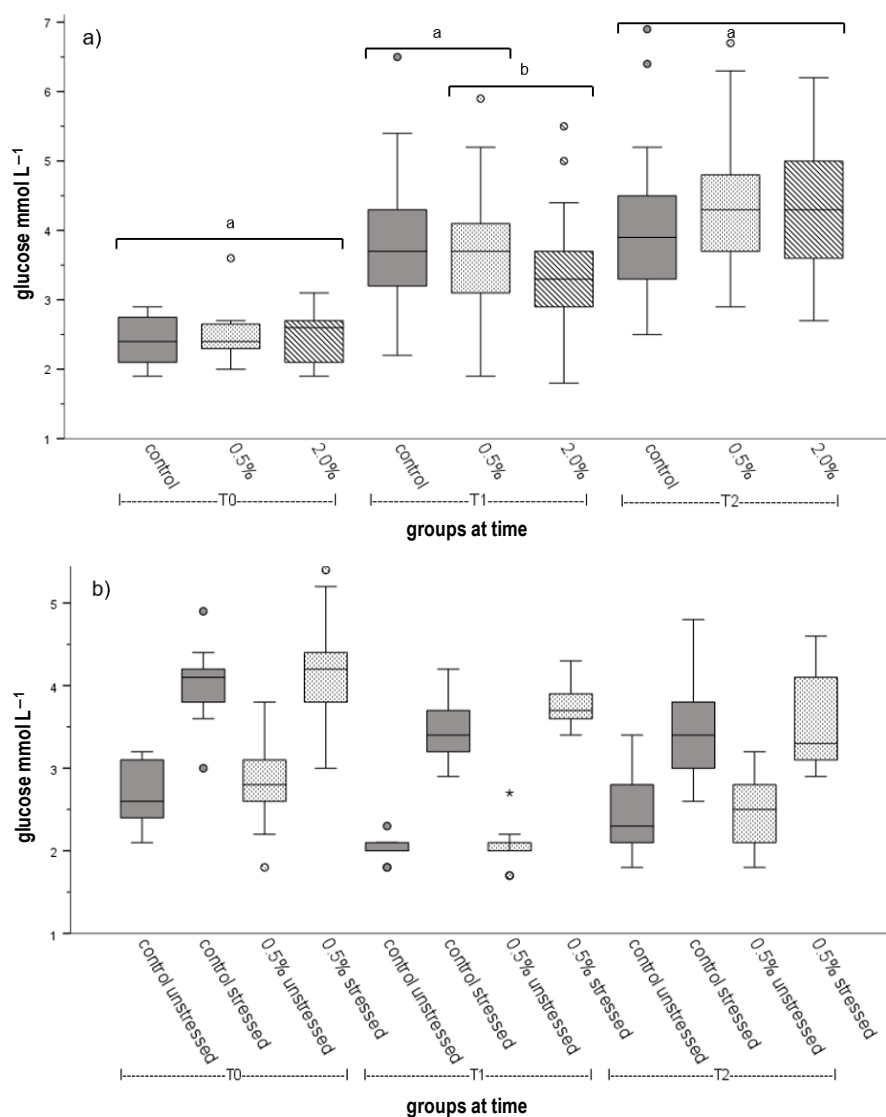 a)
7
6
5
4
3
2
1
glucose mmol L⁻¹
a
a
b
a
control
0.5%
2.0%
control
0.5%
2.0%
control
0.5%
2.0%
|-----------------T0-----------------|
|-----------------T1-----------------|
|-----------------T2-----------------|
groups at time
b)
5
4
3
2
1
glucose mmol L⁻¹
*
control unstressed
control stressed
0.5% unstressed
0.5% stressed
control unstressed
control stressed
0.5% unstressed
0.5% stressed
control unstressed
control stressed
0.5% unstressed
0.5% stressed
|------------------T0------------------|
|------------------T1------------------|
|------------------T2------------------|
groups at time